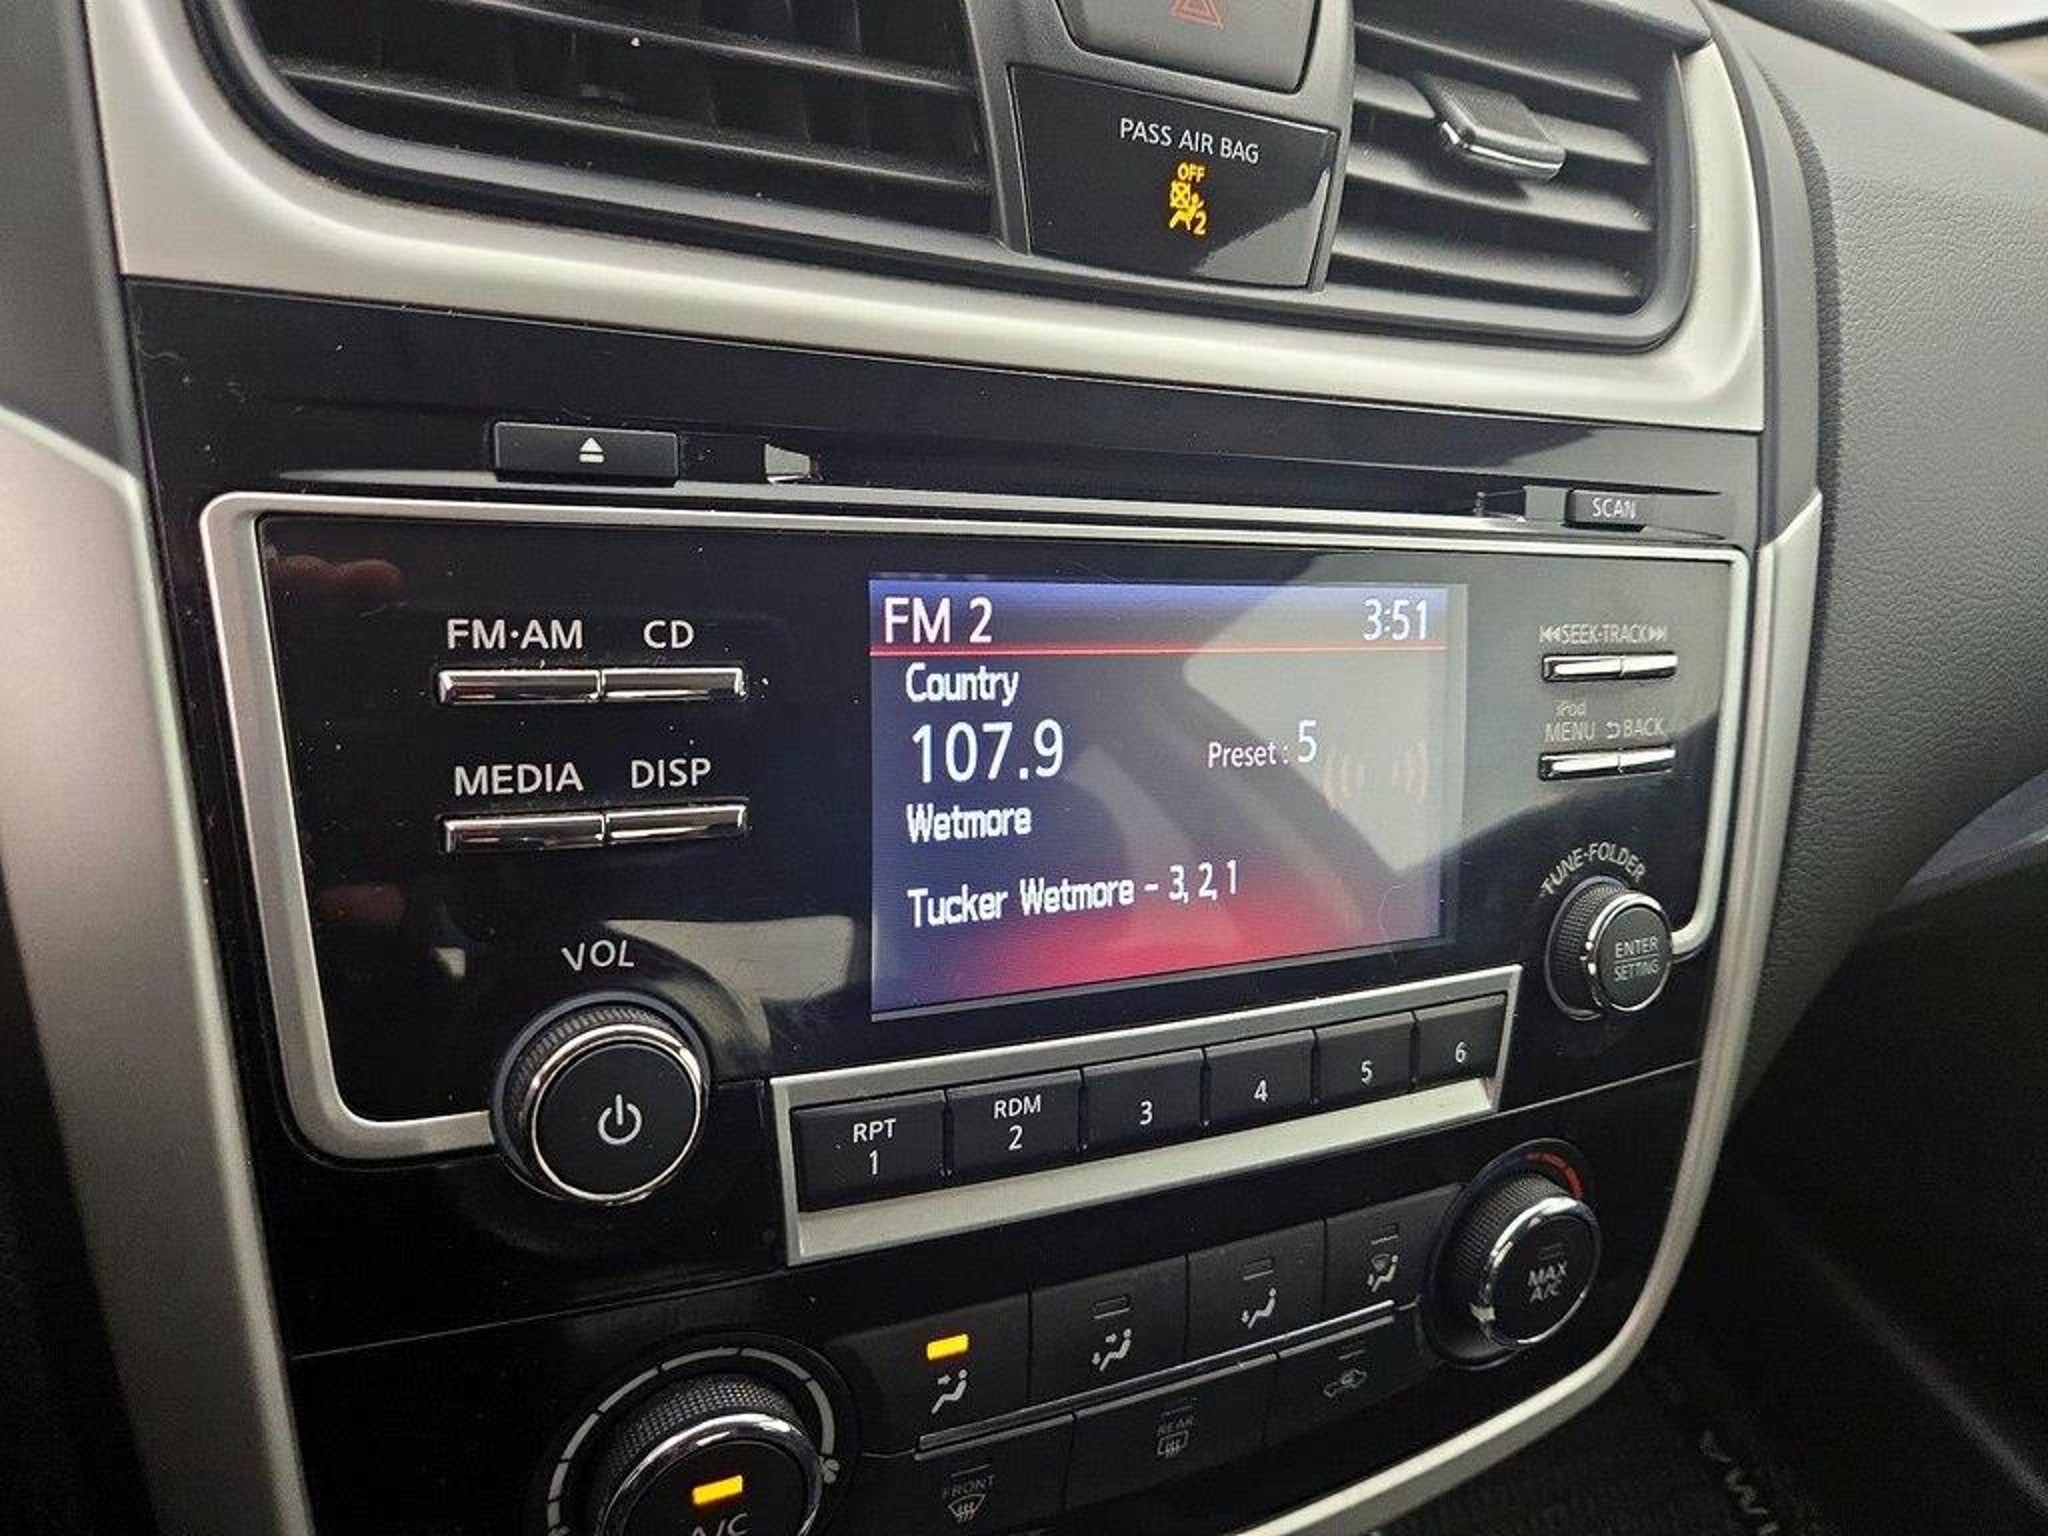 PASS AIR BAG
OFF
2
SCAN
FM·AM CD
MEDIA DISP
VOL
FM 2 3:51
Country
107.9 Preset : 5
Wetmore
Tucker Wetmore - 3, 2, 1
SEEK·TRACK
iPod
MENU BACK
TUNE·FOLDER
ENTER
SETTING
RPT
1
RDM
2
3
4
5
6
MAX
A/C
A/C
FRONT
REAR